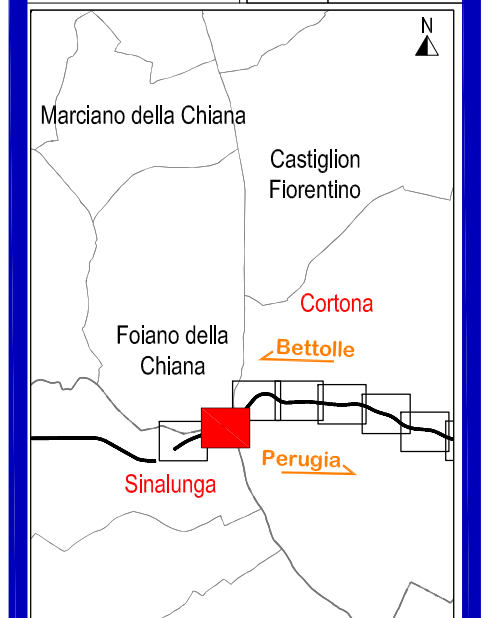 N
Marciano della Chiana
Castiglion
Fiorentino
Cortona
Foiano della
Chiana
Bettolle
Perugia
Sinalunga